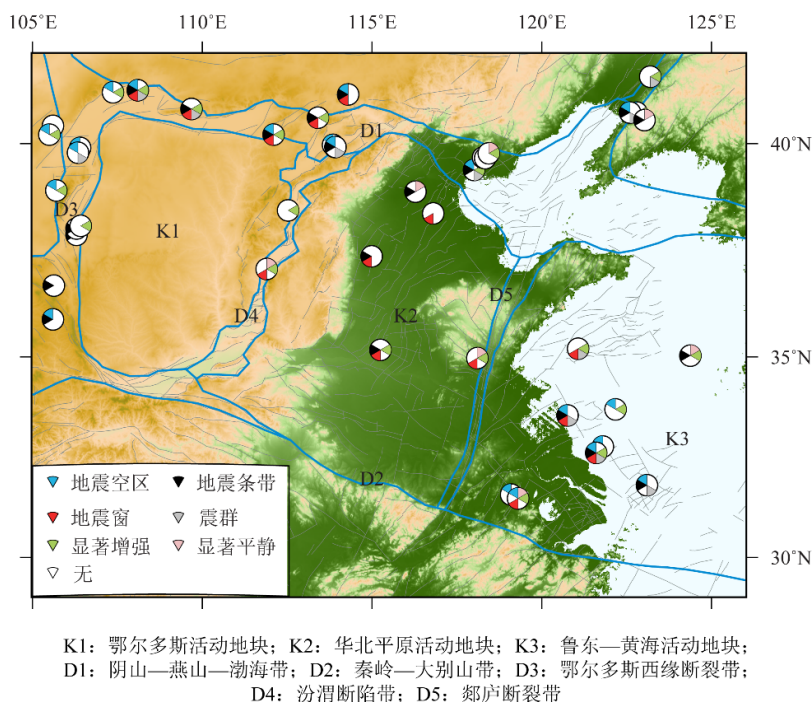 105°E 110°E 115°E 120°E 125°E
D1
40°N
D3
K1
D5
D4
K2
35°N
K3
D2
地震空区 地震条带
地震窗 震群
显著增强 显著平静
无
30°N
K1：鄂尔多斯活动地块；K2：华北平原活动地块；K3：鲁东—黄海活动地块；
D1：阴山—燕山—渤海带；D2：秦岭—大别山带；D3：鄂尔多斯西缘断裂带；
D4：汾渭断陷带；D5：郯庐断裂带